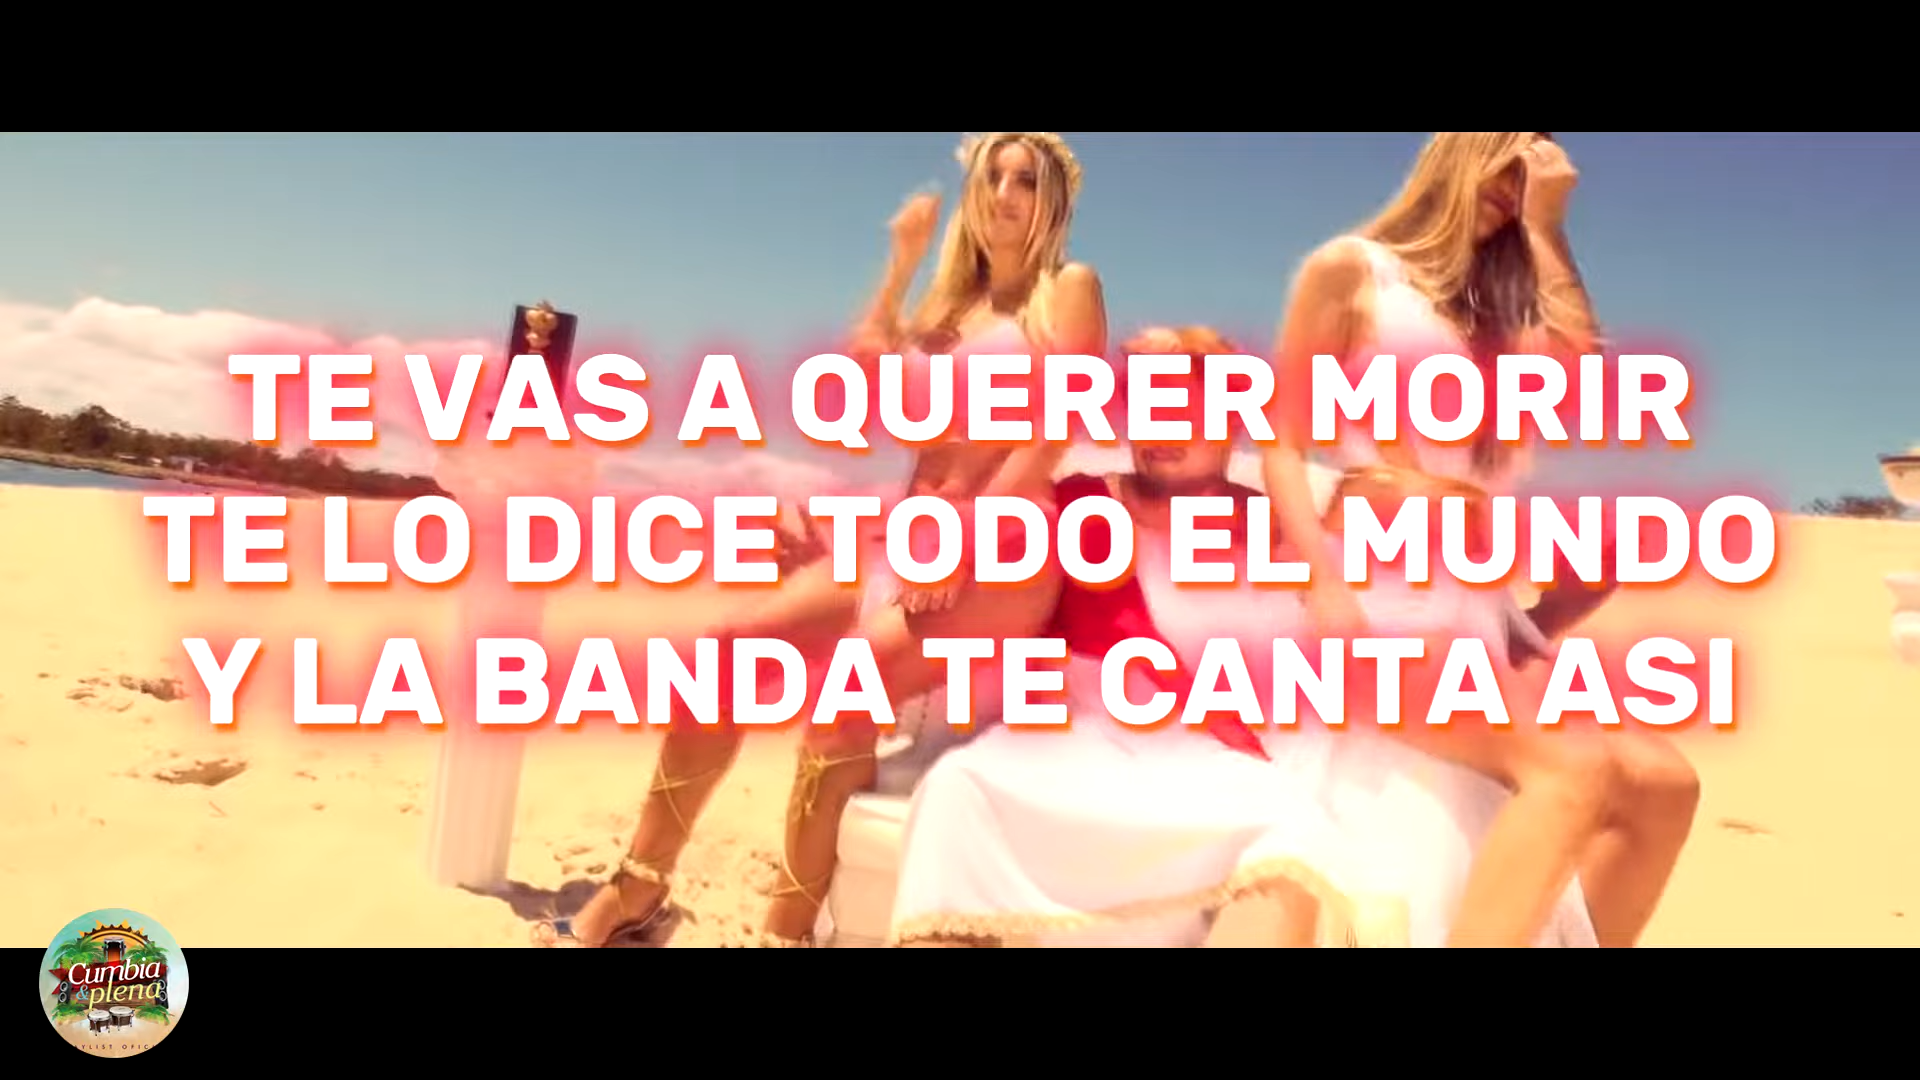 TE VAS A QUERER MORIR
TE LO DICE TODO EL MUNDO
Y LA BANDA TE CANTA ASI
Cumbia
&plena